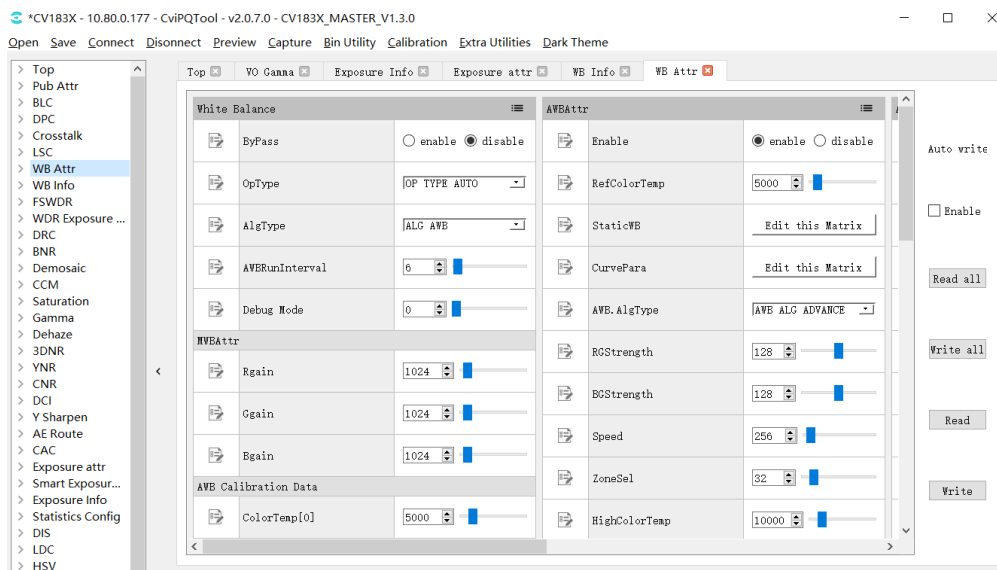 *CV183X - 10.80.0.177 - CviPQTool - v2.0.7.0 - CV183X_MASTER_V1.3.0
Open Save Connect Disonnect Preview Capture Bin Utility Calibration Extra Utilities Dark Theme
Top
Pub Attr
BLC
DPC
Crosstalk
LSC
WB Attr
WB Info
FSWDR
WDR Exposure ...
DRC
BNR
Demosaic
CCM
Saturation
Gamma
Dehaze
3DNR
YNR
CNR
DCI
Y Sharpen
AE Route
CAC
Exposure attr
Smart Exposur...
Exposure Info
Statistics Config
DIS
LDC
HSV
Top VO Gamma Exposure Info Exposure attr WB Info WB Attr
White Balance
ByPass enable disable
OpType OP TYPE AUTO
AlgType ALG AWB
AWBRunInterval 6
Debug Mode 0
MWBAttr
Rgain 1024
Ggain 1024
Bgain 1024
AWB Calibration Data
ColorTemp[0] 5000
AWBAttr
Enable enable disable
RefColorTemp 5000
StaticWB Edit this Matrix
CurvePara Edit this Matrix
AWB.AlgType AWB ALG ADVANCE
RGStrength 128
BGStrength 128
Speed 256
ZoneSel 32
HighColorTemp 10000
Auto write
Enable
Read all
Write all
Read
Write